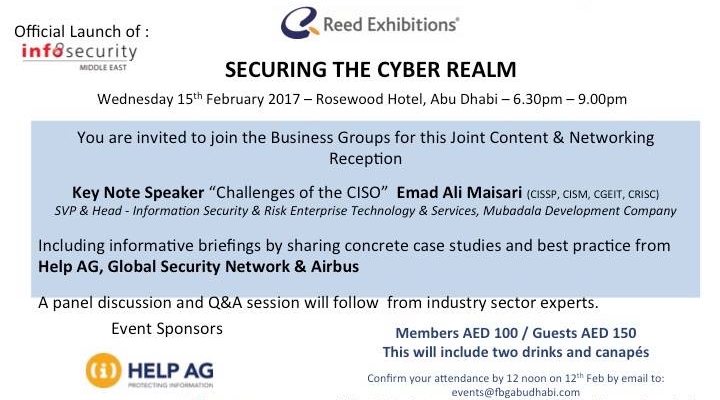 Official Launch of :
infosecurity
MIDDLE EAST
Reed Exhibitions®
SECURING THE CYBER REALM
Wednesday 15th February 2017 – Rosewood Hotel, Abu Dhabi – 6.30pm – 9.00pm
You are invited to join the Business Groups for this Joint Content & Networking
Reception
Key Note Speaker “Challenges of the CISO” Emad Ali Maisari (CISSP, CISM, CGEIT, CRISC)
SVP & Head - Information Security & Risk Enterprise Technology & Services, Mubadala Development Company
Including informative briefings by sharing concrete case studies and best practice from
Help AG, Global Security Network & Airbus
A panel discussion and Q&A session will follow from industry sector experts.
Event Sponsors
HELP AG
PROTECTING INFORMATION
Members AED 100 / Guests AED 150
This will include two drinks and canapés
Confirm your attendance by 12 noon on 12th Feb by email to:
events@fbgabudhabi.com